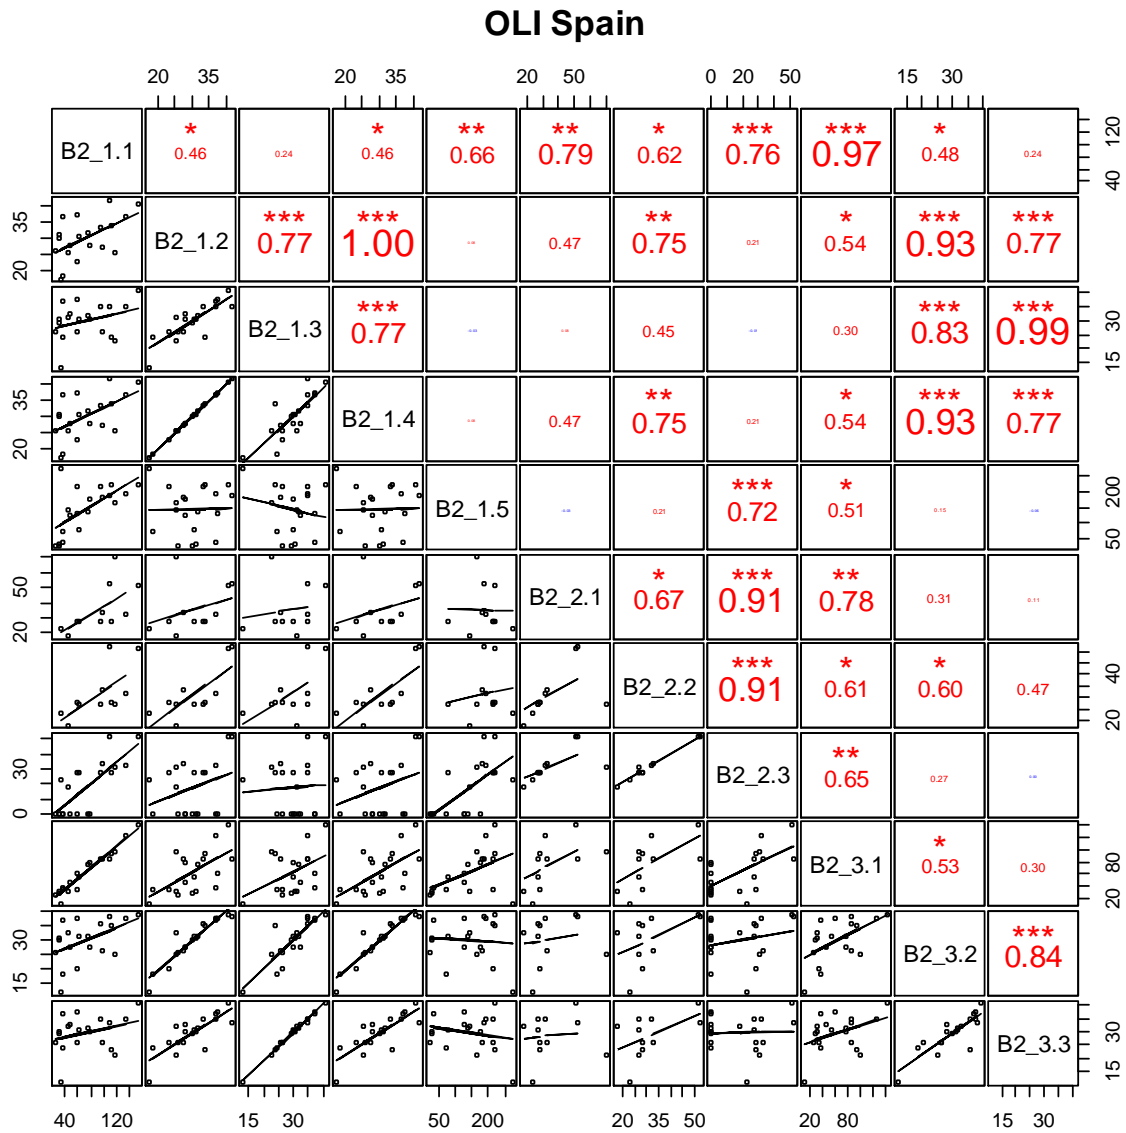 OLI Spain
20 35 20 35 20 50 0 20 50 15 30
B2_1.1 * 0.46 0.24 * 0.46 ** 0.66 ** 0.79 * 0.62 *** 0.76 *** 0.97 * 0.48 0.24 40 120
20 35 B2_1.2 *** 0.77 *** 1.00 0.47 ** 0.75 0.21 * 0.54 *** 0.93 *** 0.77
B2_1.3 *** 0.77 0.45 0.30 *** 0.83 *** 0.99 15 30
20 35 B2_1.4 0.47 ** 0.75 0.21 * 0.54 *** 0.93 *** 0.77
B2_1.5 0.21 *** 0.72 * 0.51 0.15 50 200
20 50 B2_2.1 * 0.67 *** 0.91 ** 0.78 0.31 0.11
B2_2.2 *** 0.91 * 0.61 * 0.60 0.47 20 40
0 30 B2_2.3 ** 0.65 0.27
B2_3.1 * 0.53 0.30 20 80
15 30 B2_3.2 *** 0.84
B2_3.3 15 30
40 120 15 30 50 200 20 35 50 20 80 15 30